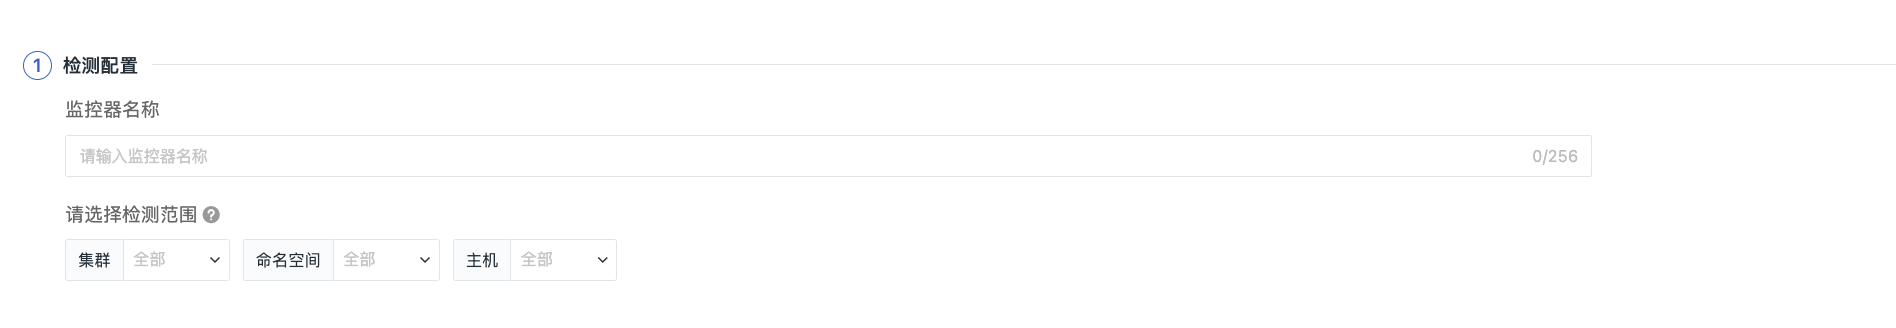 1 检测配置
监控器名称
请输入监控器名称 0/256
请选择检测范围 ?
集群 全部 命名空间 全部 主机 全部